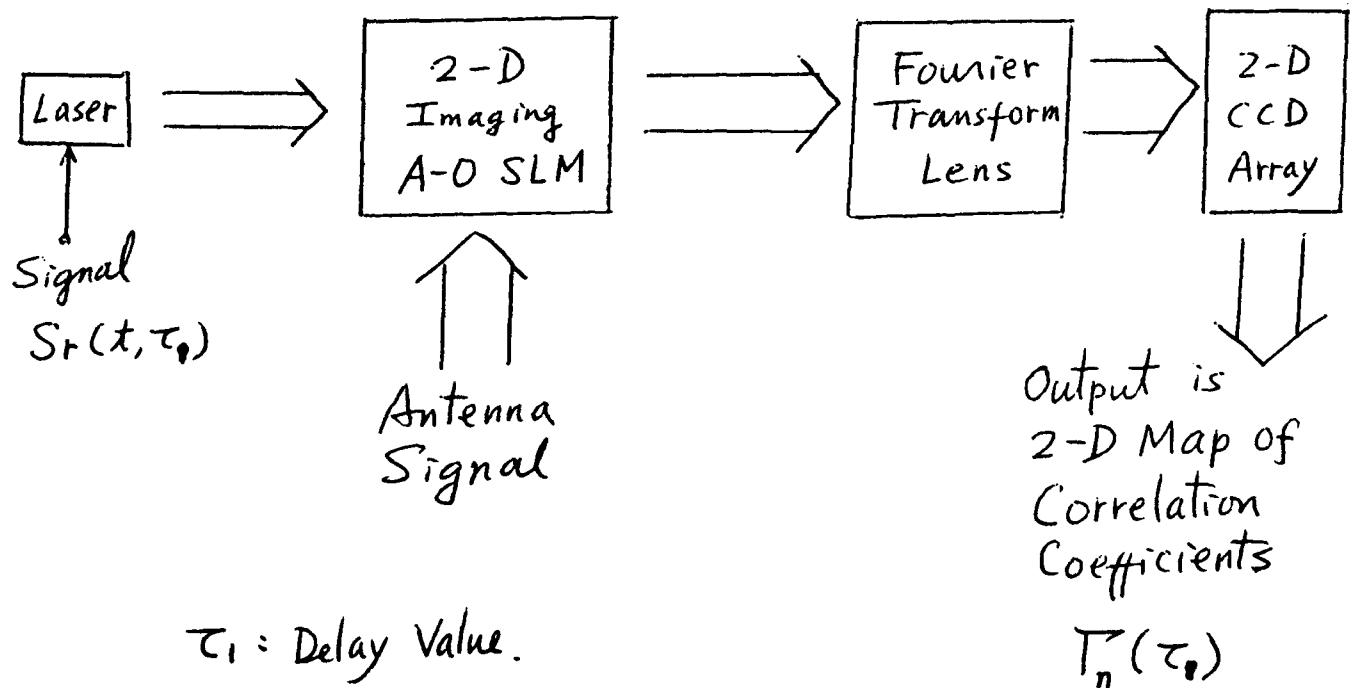 Laser
2-D
Imaging
A-O SLM
Fourier
Transform
Lens
2-D
CCD
Array
Signal
Sr(t, τ₁)
Antenna
Signal
Output is
2-D Map of
Correlation
Coefficients
Γₙ(τ₁)
τ₁ : Delay Value.